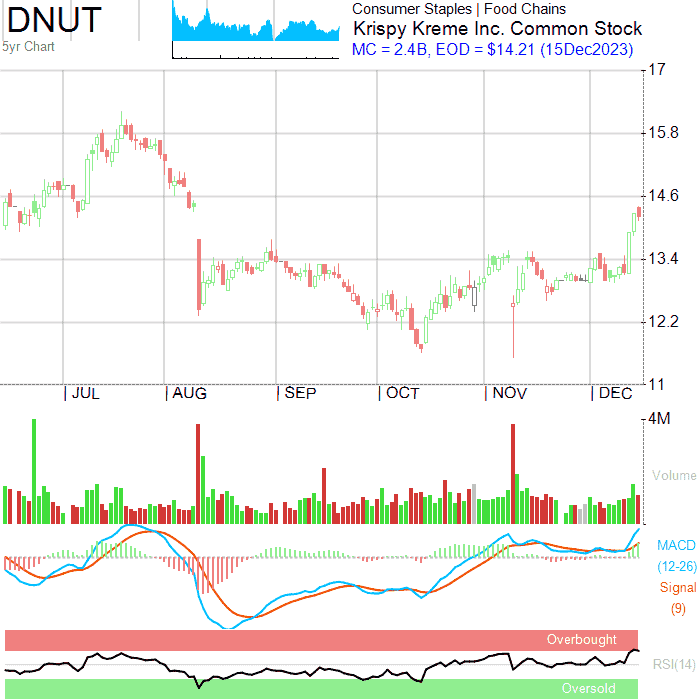 DNUT
5yr Chart
Consumer Staples | Food Chains
Krispy Kreme Inc. Common Stock
MC = 2.4B, EOD = $14.21 (15Dec2023)
17
15.8
14.6
13.4
12.2
11
| JUL | AUG | SEP | OCT | NOV | DEC
4M
Volume
MACD
(12-26)
Signal
(9)
Overbought
RSI(14)
Oversold